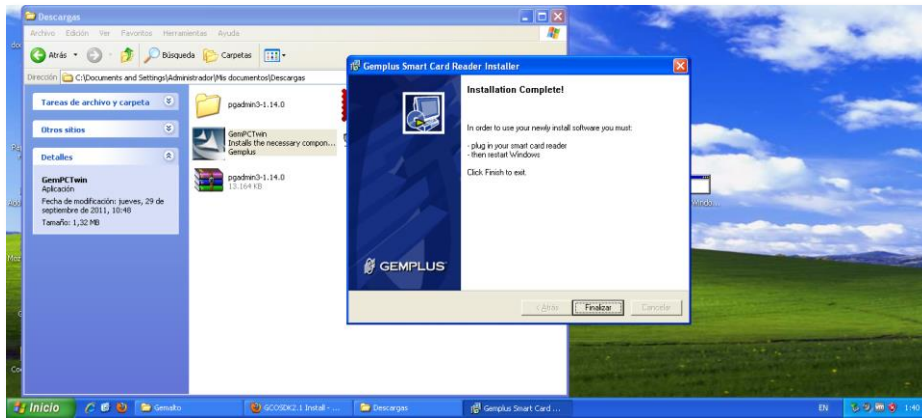 Descargas
Archivo Edición Ver Favoritos Herramientas Ayuda
Atrás Búsqueda Carpetas
Dirección C:\Documents and Settings\Administrador\Mis documentos\Descargas
Tareas de archivo y carpeta
Otros sitios
Detalles
GemPCTwin
Aplicación
Fecha de modificación: jueves, 29 de
septiembre de 2011, 10:48
Tamaño: 1,32 MB
pgadmin3-1.14.0
GemPCTwin
Installs the necessary compon...
Gemplus
pgadmin3-1.14.0
13.164 KB
Gemplus Smart Card Reader Installer
Installation Complete!
In order to use your newly install software you must:
- plug in your smart card reader
- then restart Windows
Click Finish to exit.
GEMPLUS
< Atrás Finalizar Cancelar
Inicio Gemalto GCOSDK2.1 Install - ... Descargas Gemplus Smart Card ... EN 1:40